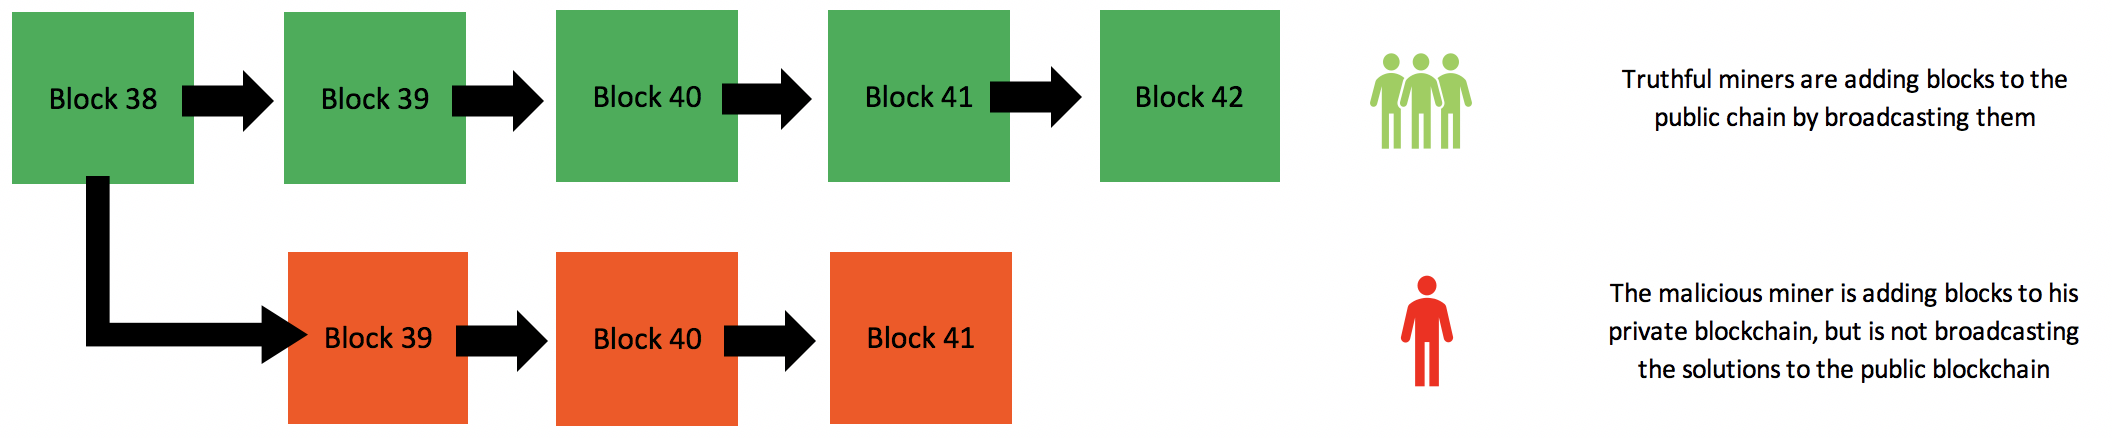 Block 38
Block 39
Block 40
Block 41
Block 42
Truthful miners are adding blocks to the
public chain by broadcasting them
Block 39
Block 40
Block 41
The malicious miner is adding blocks to his
private blockchain, but is not broadcasting
the solutions to the public blockchain